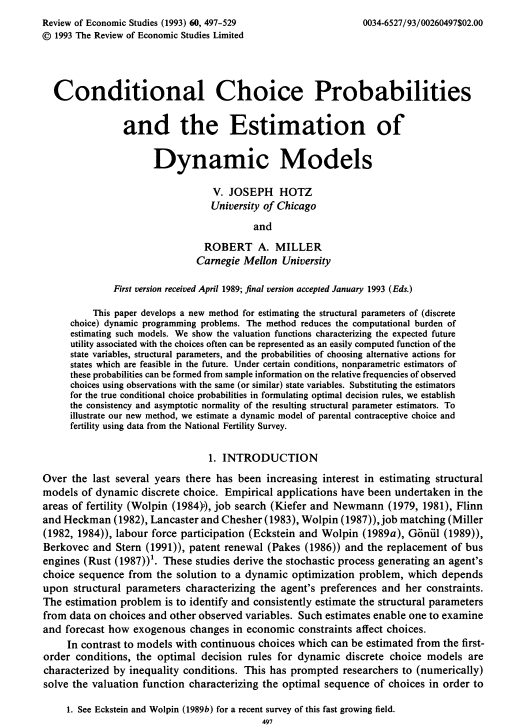 Review of Economic Studies (1993) 60, 497-529
0034-6527/93/00260497$02.00
© 1993 The Review of Economic Studies Limited
Conditional Choice Probabilities
and the Estimation of
Dynamic Models
V. JOSEPH HOTZ
University of Chicago
and
ROBERT A. MILLER
Carnegie Mellon University
First version received April 1989; final version accepted January 1993 (Eds.)
This paper develops a new method for estimating the structural parameters of (discrete
choice) dynamic programming problems. The method reduces the computational burden of
estimating such models. We show the valuation functions characterizing the expected future
utility associated with the choices often can be represented as an easily computed function of the
state variables, structural parameters, and the probabilities of choosing alternative actions for
states which are feasible in the future. Under certain conditions, nonparametric estimators of
these probabilities can be formed from sample information on the relative frequencies of observed
choices using observations with the same (or similar) state variables. Substituting the estimators
for the true conditional choice probabilities in formulating optimal decision rules, we establish
the consistency and asymptotic normality of the resulting structural parameter estimators. To
illustrate our new method, we estimate a dynamic model of parental contraceptive choice and
fertility using data from the National Fertility Survey.
1. INTRODUCTION
Over the last several years there has been increasing interest in estimating structural
models of dynamic discrete choice. Empirical applications have been undertaken in the
areas of fertility (Wolpin (1984)), job search (Kiefer and Newmann (1979, 1981), Flinn
and Heckman (1982), Lancaster and Chesher (1983), Wolpin (1987)), job matching (Miller
(1982, 1984)), labour force participation (Eckstein and Wolpin (1989a), Gönül (1989)),
Berkovec and Stern (1991)), patent renewal (Pakes (1986)) and the replacement of bus
engines (Rust (1987))¹. These studies derive the stochastic process generating an agent's
choice sequence from the solution to a dynamic optimization problem, which depends
upon structural parameters characterizing the agent's preferences and her constraints.
The estimation problem is to identify and consistently estimate the structural parameters
from data on choices and other observed variables. Such estimates enable one to examine
and forecast how exogenous changes in economic constraints affect choices.
In contrast to models with continuous choices which can be estimated from the first-
order conditions, the optimal decision rules for dynamic discrete choice models are
characterized by inequality conditions. This has prompted researchers to (numerically)
solve the valuation function characterizing the optimal sequence of choices in order to
1. See Eckstein and Wolpin (1989b) for a recent survey of this fast growing field.
497